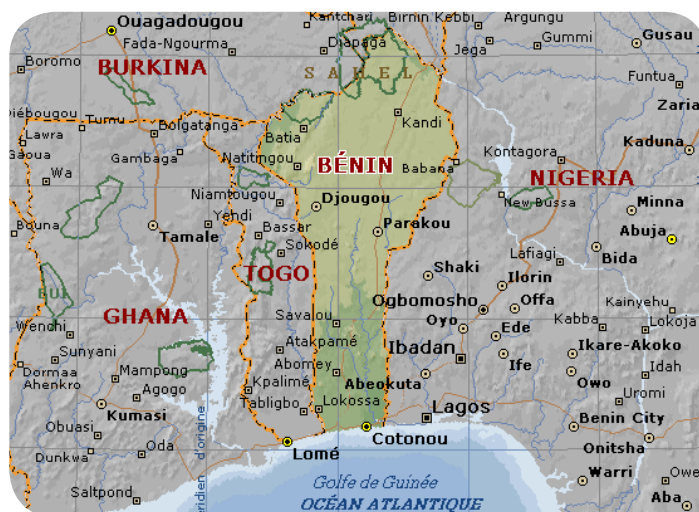 Ouagadougou
Kantchari
Birnin Kebbi
Argungu
Fada-Ngourma
Diapaga
Jega
Gummi
Gusau
Boromo
BURKINA
SAHEL
Funtua
Zaria
Diébougou
Tumu
Bolgatanga
Kandi
Lawra
Batia
Kaduna
Gaoua
Gambaga
Natitingou
BÉNIN
Babana
Kontagora
Wa
NIGERIA
Niamtougou
Djougou
New Bussa
Minna
Bouna
Yendi
Tamale
Bassar
Parakou
Abuja
Sokodé
Lafiagi
Bida
TOGO
Shaki
Ilorin
BUI
Ogbomosho
Offa
Kainyehu
GHANA
Savalou
Oyo
Kabba
Lokoja
Wenchi
Ede
Sunyani
Atakpamé
Ibadan
Ikare-Akoko
Dormaa
Ahenkro
Mampong
Abomey
Ife
Idah
Agogo
Kpalimé
Abeokuta
Owo
Kumasi
Tabligbo
Lokossa
Lagos
Uromi
Obuasi
Benin City
Dunkwa
Oda
Lomé
Cotonou
Onitsha
Saltpond
ridien d'origine
Golfe de Guinée
OCÉAN ATLANTIQUE
Warri
Owe
Aba